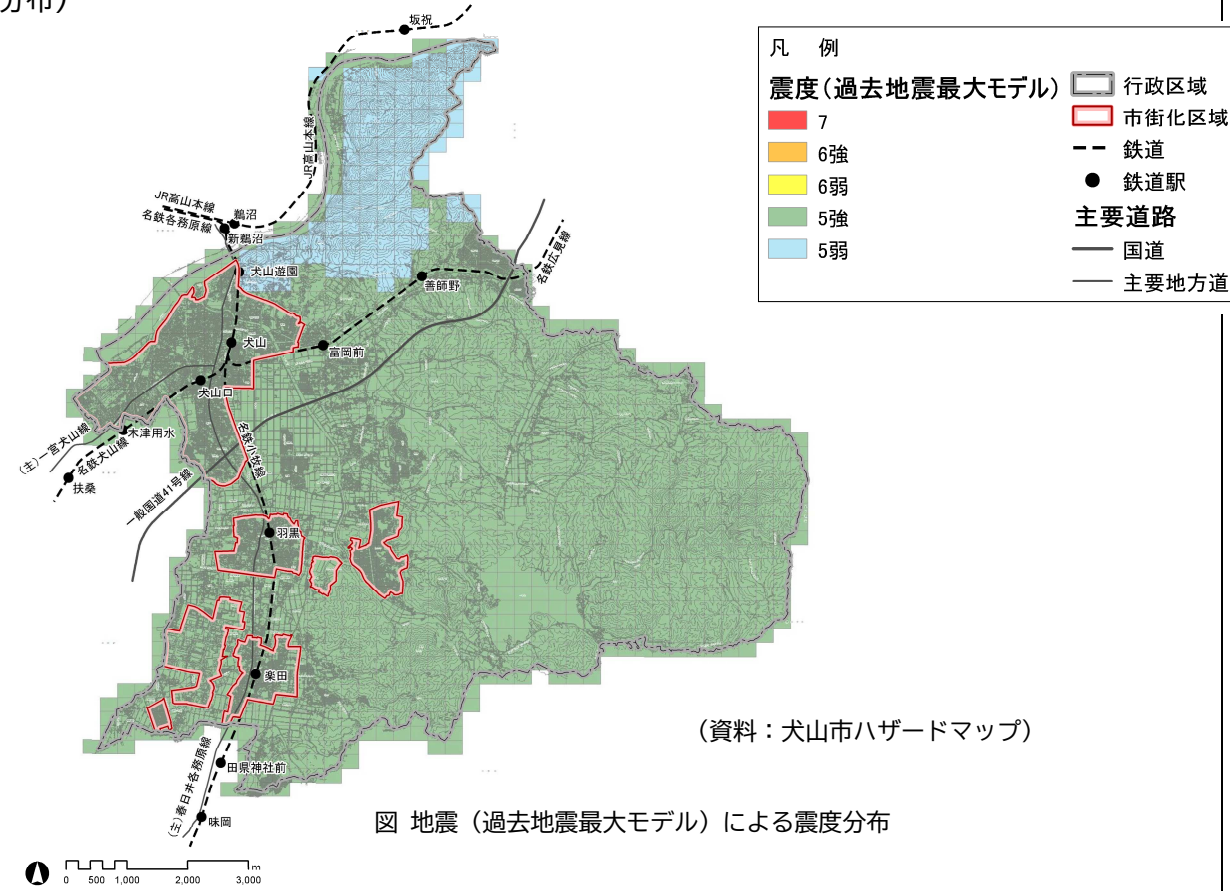 分布）
坂祝
JR高山本線
JR高山本線
名鉄各務原線
鵜沼
新鵜沼
犬山遊園
善師野
名鉄広見線
犬山
富岡前
犬山口
木津用水
(主)一宮犬山線
名鉄犬山線
扶桑
名鉄小牧線
一般国道41号線
羽黒
楽田
田県神社前
(主)春日井各務原線
味岡
凡 例
震度(過去地震最大モデル)
7
6強
6弱
5強
5弱
行政区域
市街化区域
鉄道
鉄道駅
主要道路
国道
主要地方道
（資料：犬山市ハザードマップ）
図 地震（過去地震最大モデル）による震度分布
0 500 1,000 2,000 3,000 m